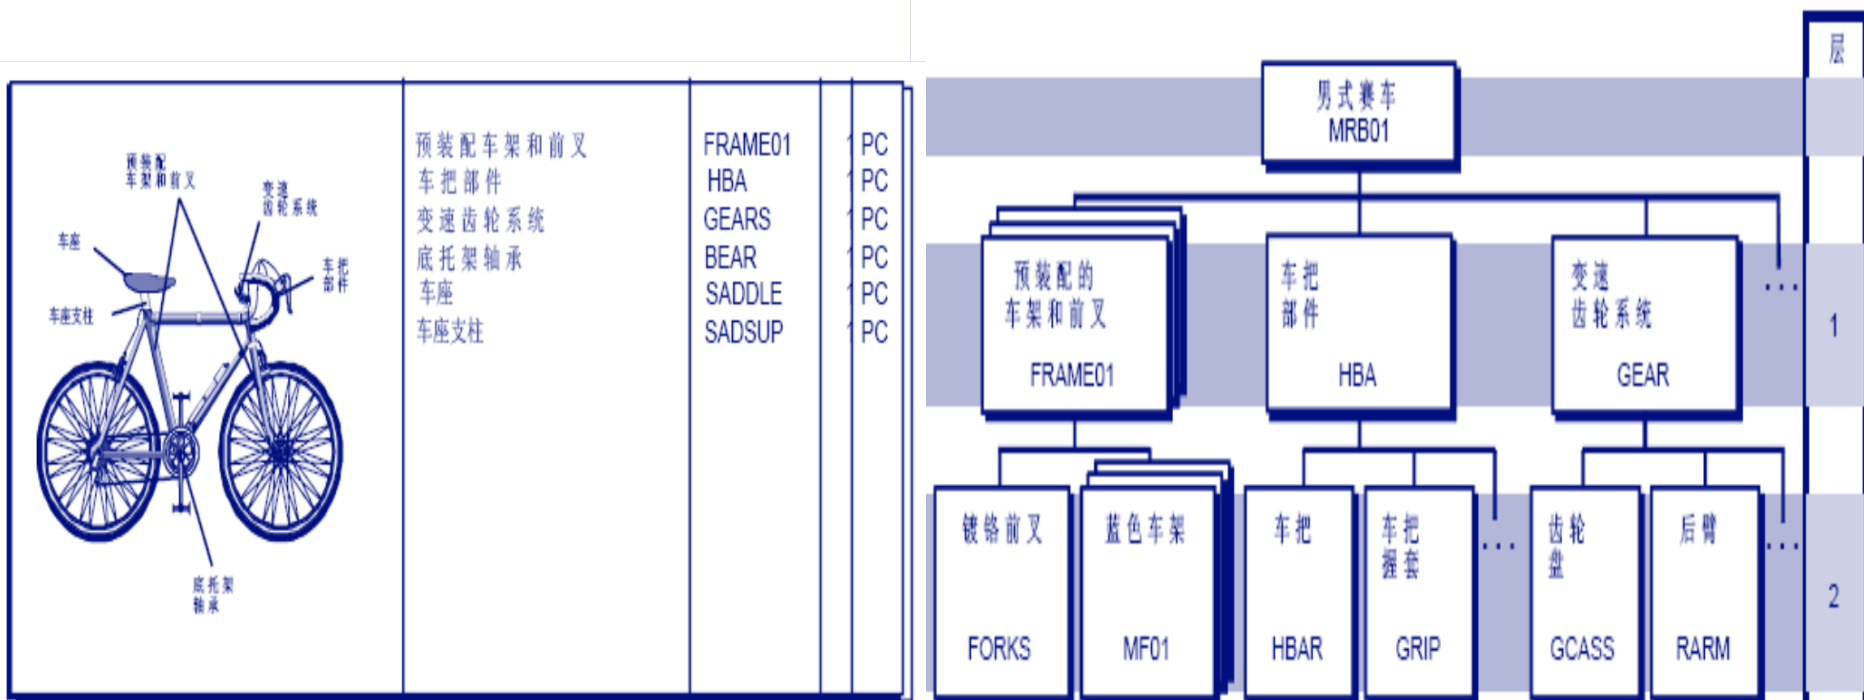 预装配
车架和前叉
变速
齿轮系统
车座
车把
部件
车座支柱
底托架
轴承
预装配车架和前叉 FRAME01 1 PC
车把部件 HBA 1 PC
变速齿轮系统 GEARS 1 PC
底托架轴承 BEAR 1 PC
车座 SADDLE 1 PC
车座支柱 SADSUP 1 PC
层
男式赛车
MRB01
预装配的
车架和前叉
FRAME01
车把
部件
HBA
变速
齿轮系统
GEAR
...
1
镀铬前叉
FORKS
蓝色车架
MF01
车把
HBAR
车把
握套
GRIP
...
齿轮
盘
GCASS
后臂
RARM
...
2